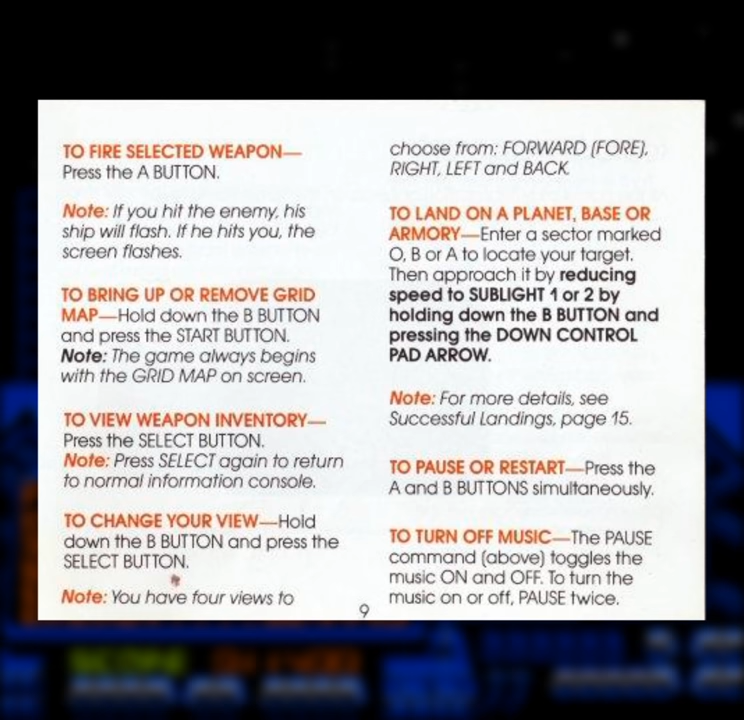 TO FIRE SELECTED WEAPON—
Press the A BUTTON.
Note: If you hit the enemy, his
ship will flash. If he hits you, the
screen flashes.
TO BRING UP OR REMOVE GRID
MAP—Hold down the B BUTTON
and press the START BUTTON.
Note: The game always begins
with the GRID MAP on screen.
TO VIEW WEAPON INVENTORY—
Press the SELECT BUTTON.
Note: Press SELECT again to return
to normal information console.
TO CHANGE YOUR VIEW—Hold
down the B BUTTON and press the
SELECT BUTTON.
Note: You have four views to
choose from: FORWARD (FORE),
RIGHT, LEFT and BACK.
TO LAND ON A PLANET, BASE OR
ARMORY—Enter a sector marked
O, B or A to locate your target.
Then approach it by reducing
speed to SUBLIGHT 1 or 2 by
holding down the B BUTTON and
pressing the DOWN CONTROL
PAD ARROW.
Note: For more details, see
Successful Landings, page 15.
TO PAUSE OR RESTART—Press the
A and B BUTTONS simultaneously.
TO TURN OFF MUSIC—The PAUSE
command (above) toggles the
music ON and OFF. To turn the
music on or off, PAUSE twice.
9